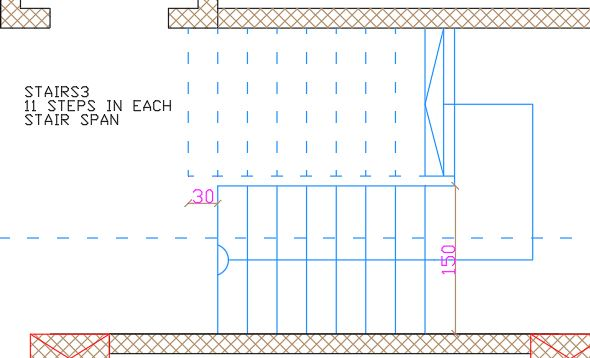 STAIRS3
11 STEPS IN EACH
STAIR SPAN
30
150